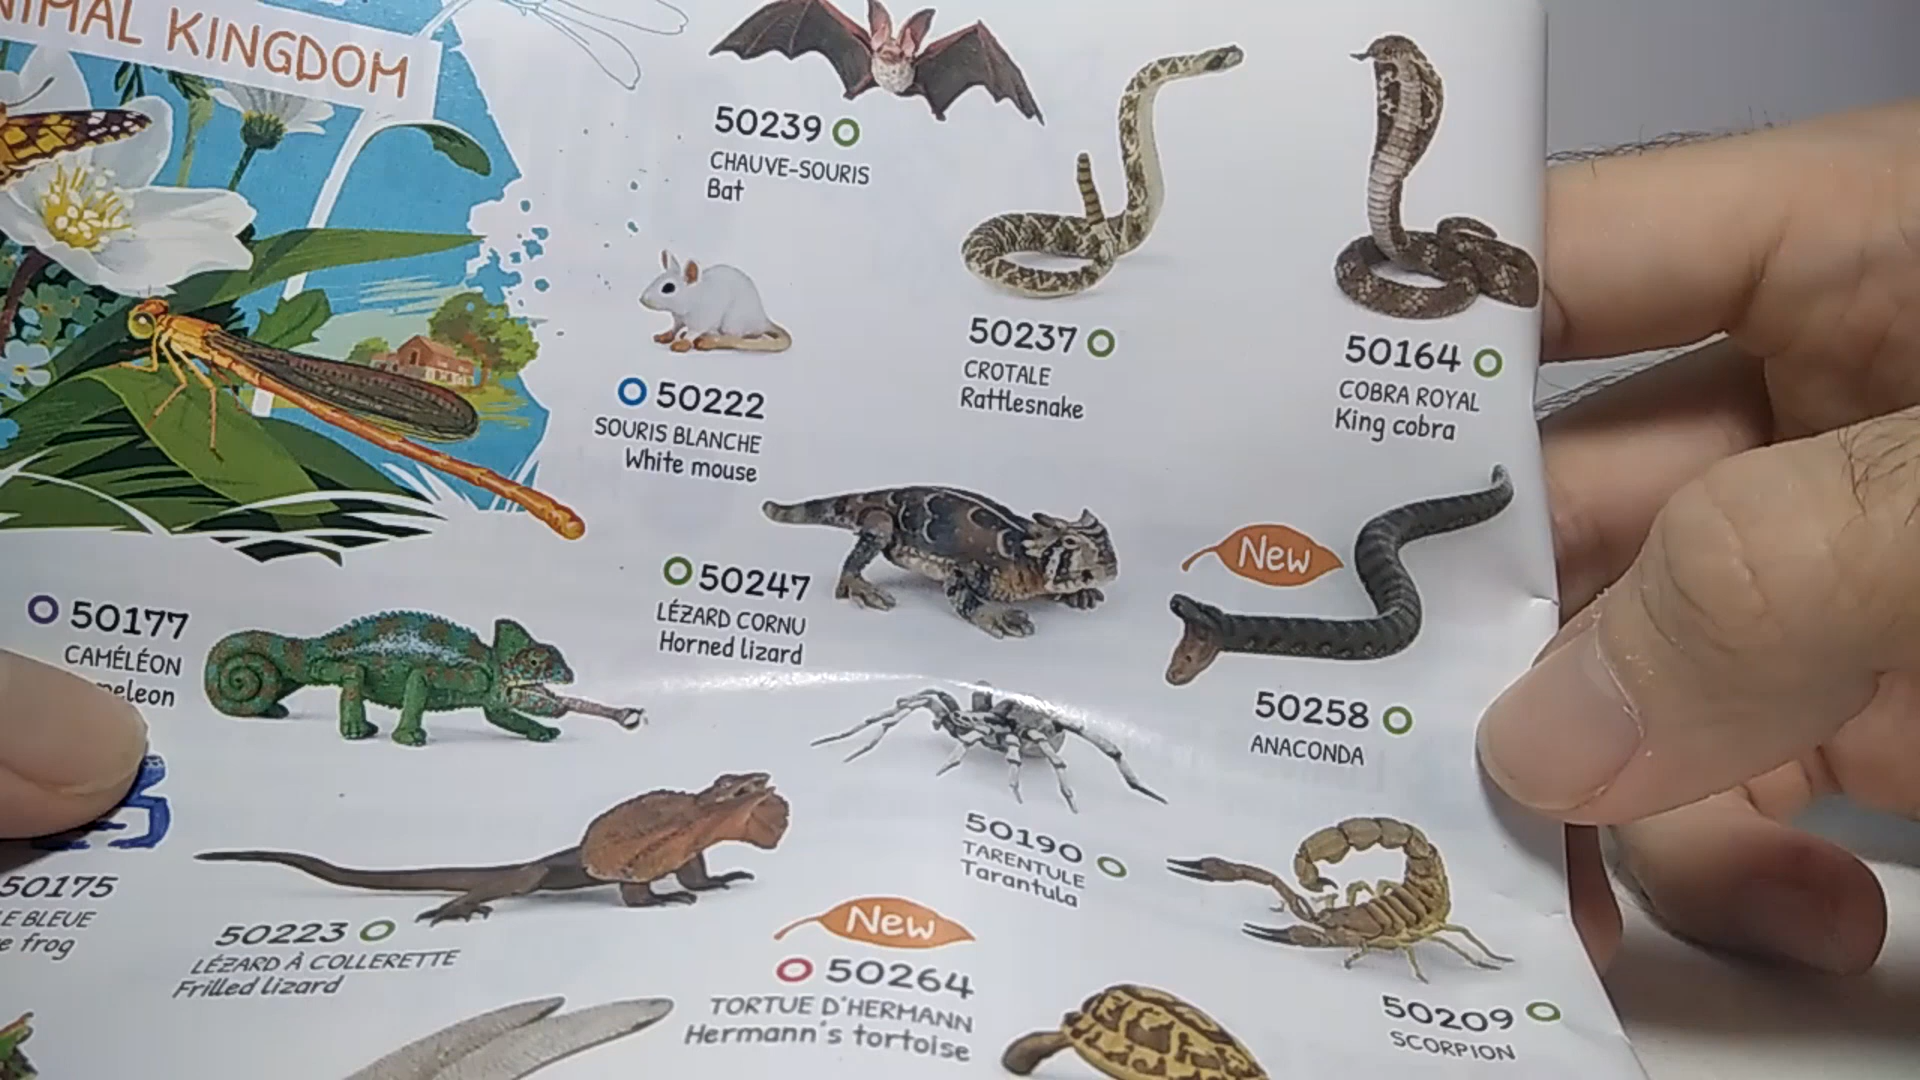 KINGDOM
50239
CHAUVE-SOURIS
Bat
50222
SOURIS BLANCHE
White mouse
50237
CROTALE
Rattlesnake
50164
COBRA ROYAL
King cobra
50247
LÉZARD CORNU
Horned lizard
New
50258
ANACONDA
50177
CAMÉLÉON
50190
TARENTULE
Tarantula
50175
BLEUE
frog
50223
LÉZARD À COLLERETTE
Frilled lizard
New
50264
TORTUE D'HERMANN
Hermann's tortoise
50209
SCORPION